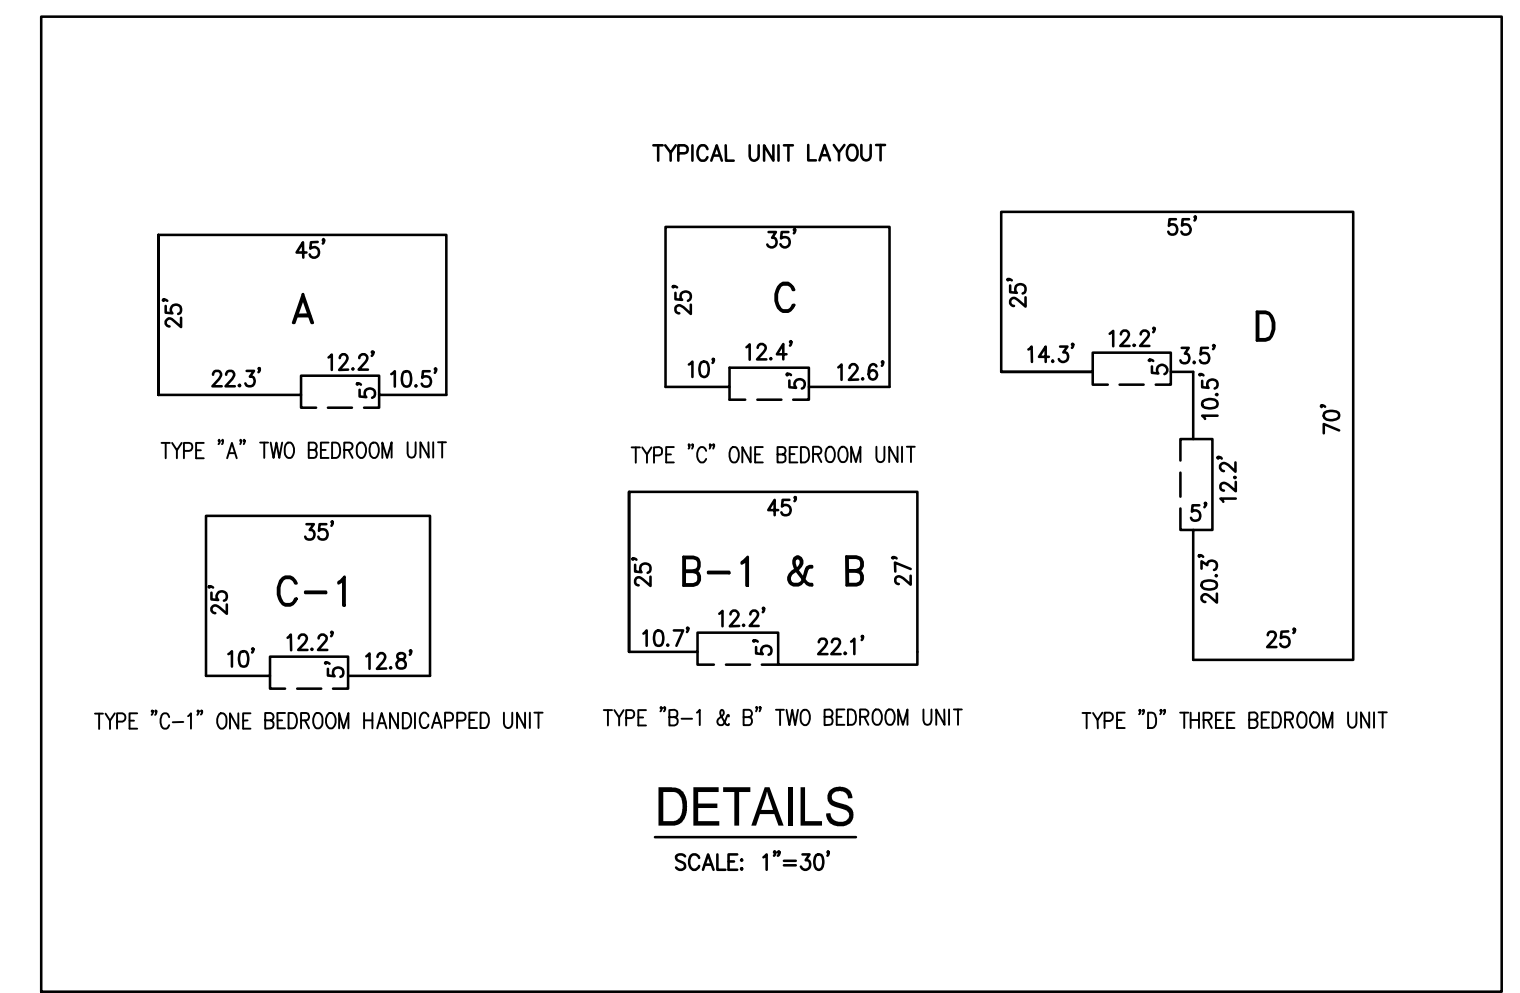 TYPICAL UNIT LAYOUT
45'
25'
A
12.2'
22.3'
5'
10.5'
TYPE "A" TWO BEDROOM UNIT
35'
25'
C
12.4'
10'
5'
12.6'
TYPE "C" ONE BEDROOM UNIT
55'
25'
D
12.2'
14.3'
5'
3.5'
10.5'
70'
12.2'
5'
20.3'
25'
TYPE "D" THREE BEDROOM UNIT
35'
25'
C-1
12.2'
10'
5'
12.8'
TYPE "C-1" ONE BEDROOM HANDICAPPED UNIT
45'
25'
B-1 & B
27'
12.2'
10.7'
5'
22.1'
TYPE "B-1 & B" TWO BEDROOM UNIT
DETAILS
SCALE: 1"=30'